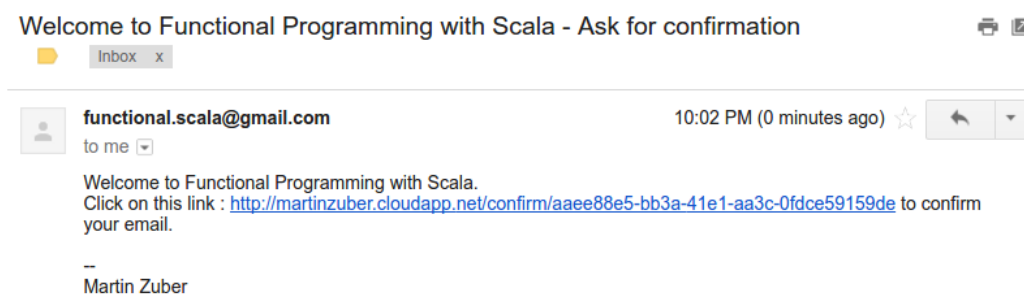 Welcome to Functional Programming with Scala - Ask for confirmation
Inbox x
functional.scala@gmail.com 10:02 PM (0 minutes ago)
to me
Welcome to Functional Programming with Scala.
Click on this link : http://martinzuber.cloudapp.net/confirm/aaee88e5-bb3a-41e1-aa3c-0fdce59159de to confirm
your email.
--
Martin Zuber